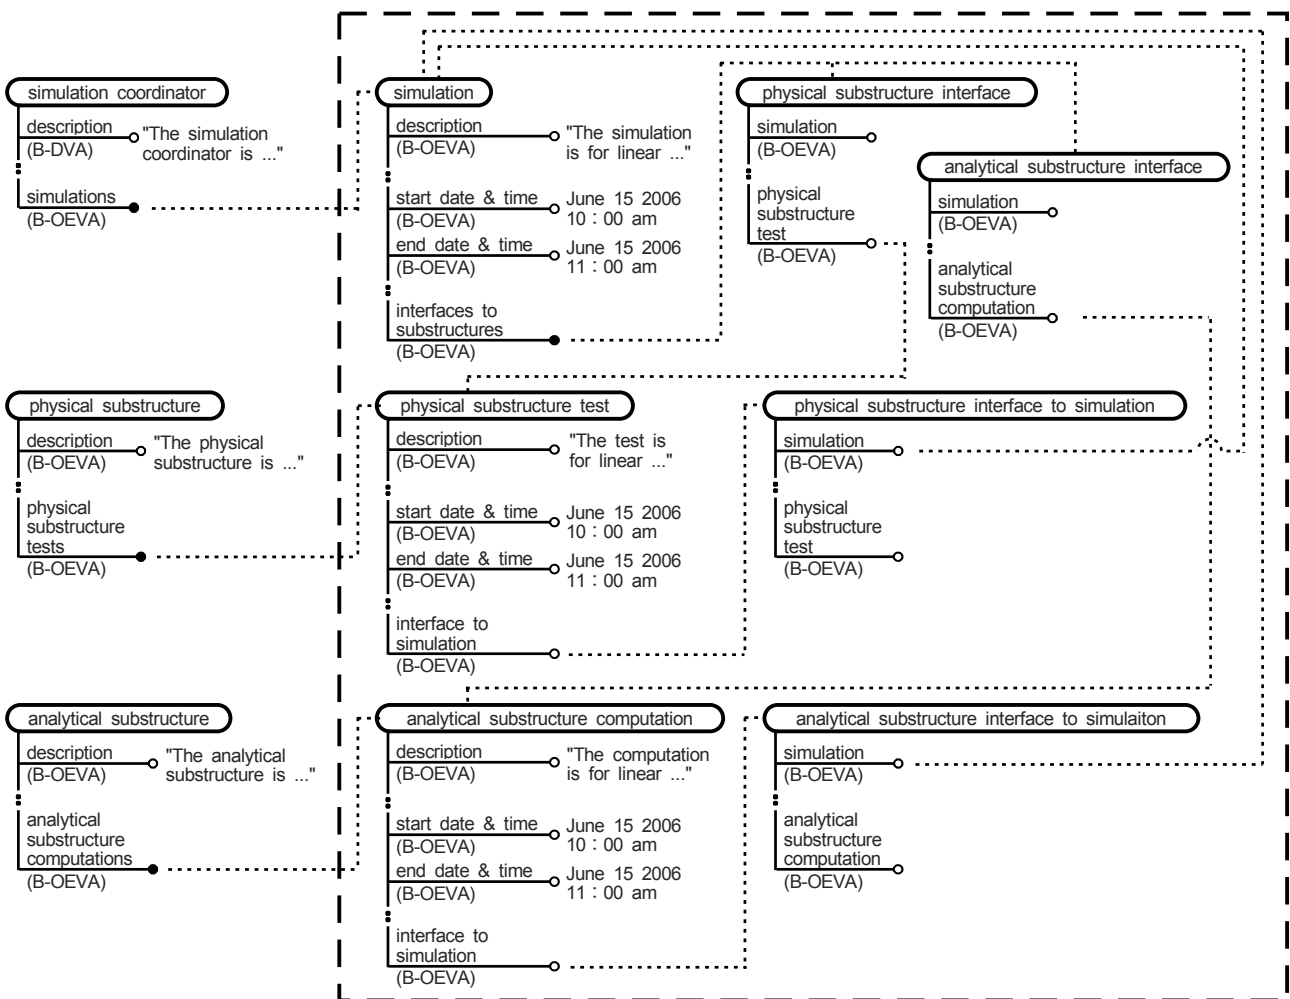 simulation coordinator
description
(B-DVA)
"The simulation
coordinator is ..."
simulations
(B-OEVA)
simulation
description
(B-OEVA)
"The simulation
is for linear ..."
start date & time
(B-OEVA)
June 15 2006
10 : 00 am
end date & time
(B-OEVA)
June 15 2006
11 : 00 am
interfaces to
substructures
(B-OEVA)
physical substructure interface
simulation
(B-OEVA)
physical
substructure
test
(B-OEVA)
analytical substructure interface
simulation
(B-OEVA)
analytical
substructure
computation
(B-OEVA)
physical substructure
description
(B-OEVA)
"The physical
substructure is ..."
physical
substructure
tests
(B-OEVA)
physical substructure test
description
(B-OEVA)
"The test is
for linear ..."
start date & time
(B-OEVA)
June 15 2006
10 : 00 am
end date & time
(B-OEVA)
June 15 2006
11 : 00 am
interface to
simulation
(B-OEVA)
physical substructure interface to simulation
simulation
(B-OEVA)
physical
substructure
test
(B-OEVA)
analytical substructure
description
(B-OEVA)
"The analytical
substructure is ..."
analytical
substructure
computations
(B-OEVA)
analytical substructure computation
description
(B-OEVA)
"The computation
is for linear ..."
start date & time
(B-OEVA)
June 15 2006
10 : 00 am
end date & time
(B-OEVA)
June 15 2006
11 : 00 am
interface to
simulation
(B-OEVA)
analytical substructure interface to simulaiton
simulation
(B-OEVA)
analytical
substructure
computation
(B-OEVA)